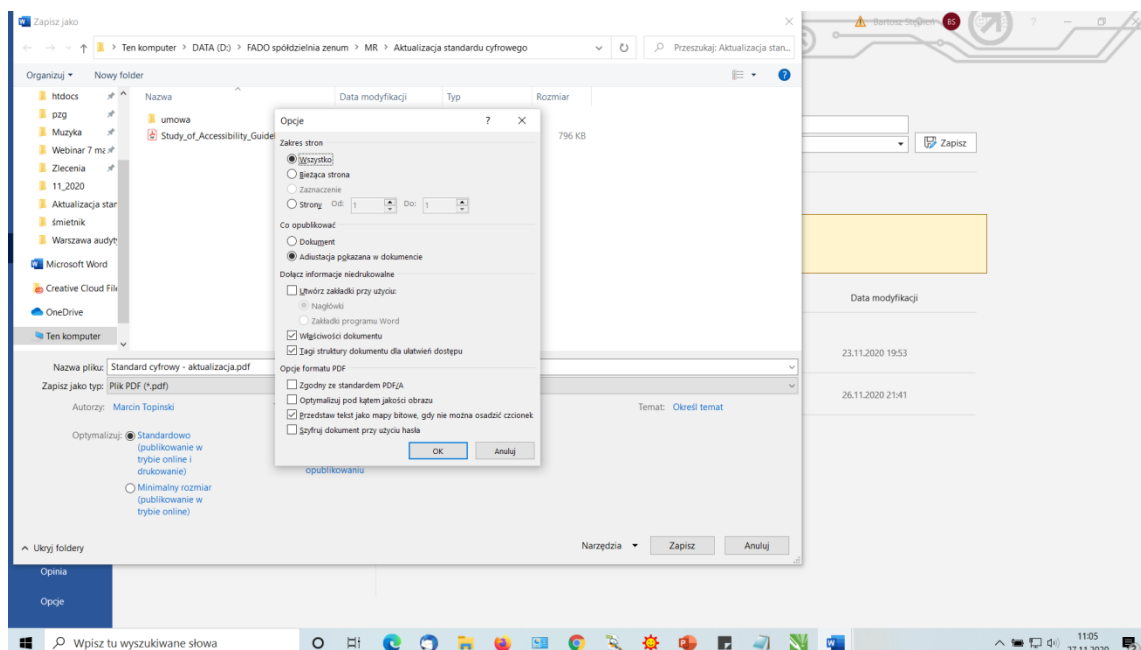 Zapisz jako
Bartosz Stępień BS
Ten komputer > DATA (D:) > FADO spółdzielnia zenum > MR > Aktualizacja standardu cyfrowego
Przeszukaj: Aktualizacja stan...
Organizuj Nowy folder
htdocs
pzg
Muzyka
Webinar 7 ma
Zlecenia
11_2020
Aktualizacja stan
śmietnik
Warszawa audyt
Microsoft Word
Creative Cloud File
OneDrive
Ten komputer
Nazwa Data modyfikacji Typ Rozmiar
umowa
Study_of_Accessibility_Guide
796 KB
Opcje ? ×
Zakres stron
Wszystko
Bieżąca strona
Zaznaczenie
Strony Od: 1 Do: 1
Co opublikować
Dokument
Adiustacja pokazana w dokumencie
Dołącz informacje niedrukowalne
Utwórz zakładki przy użyciu:
Nagłówki
Zakładki programu Word
Właściwości dokumentu
Tagi struktury dokumentu dla ułatwień dostępu
Opcje formatu PDF
Zgodny ze standardem PDF/A
Optymalizuj pod kątem jakości obrazu
Przedstaw tekst jako mapy bitowe, gdy nie można osadzić czcionek
Szyfruj dokument przy użyciu hasła
OK Anuluj
Zapisz
Data modyfikacji
23.11.2020 19:53
26.11.2020 21:41
Nazwa pliku: Standard cyfrowy - aktualizacja.pdf
Zapisz jako typ: Plik PDF (*.pdf)
Autorzy: Marcin Topinski
Temat: Określ temat
Optymalizuj: Standardowo
(publikowanie w
trybie online i
drukowanie)
Minimalny rozmiar
(publikowanie w
trybie online)
opublikowaniu
Ukryj foldery
Narzędzia Zapisz Anuluj
Opinia
Opcje
Wpisz tu wyszukiwane słowa
11:05
27.11.2020